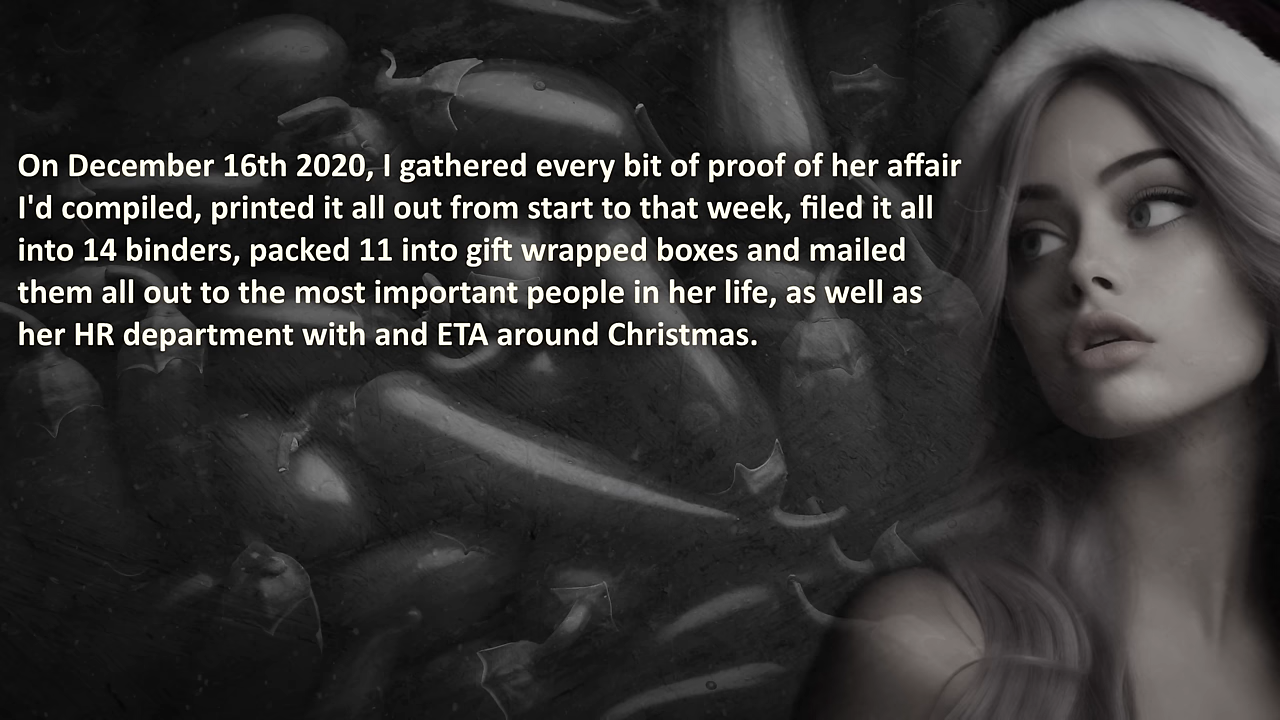 On December 16th 2020, I gathered every bit of proof of her affair
I'd compiled, printed it all out from start to that week, filed it all
into 14 binders, packed 11 into gift wrapped boxes and mailed
them all out to the most important people in her life, as well as
her HR department with and ETA around Christmas.